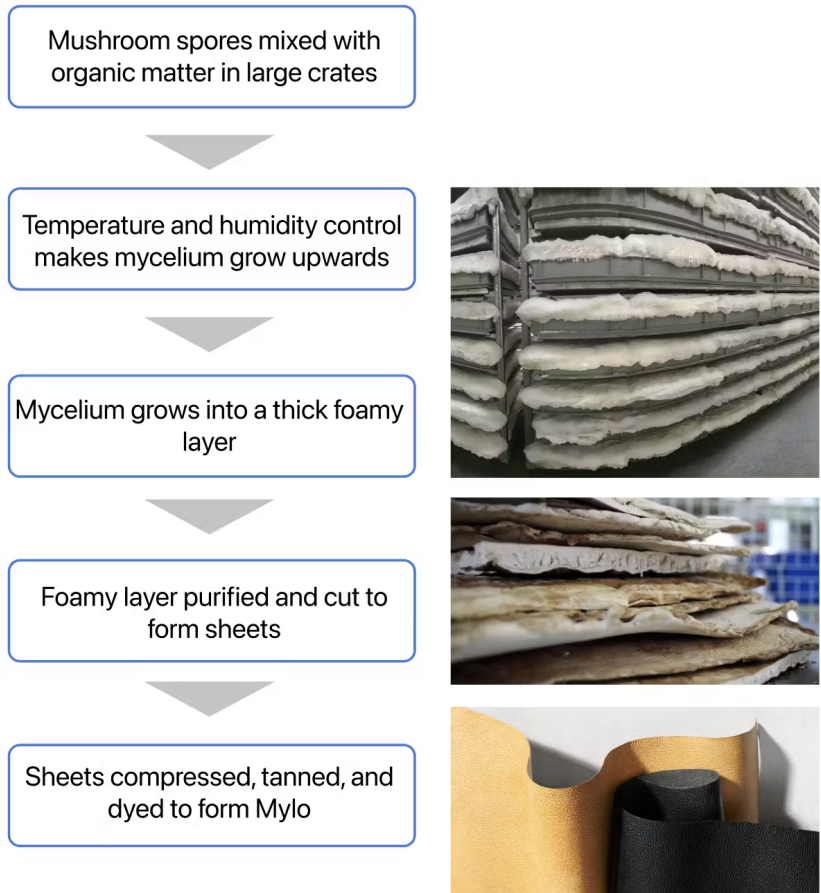 Mushroom spores mixed with
organic matter in large crates
Temperature and humidity control
makes mycelium grow upwards
Mycelium grows into a thick foamy
layer
Foamy layer purified and cut to
form sheets
Sheets compressed, tanned, and
dyed to form Mylo